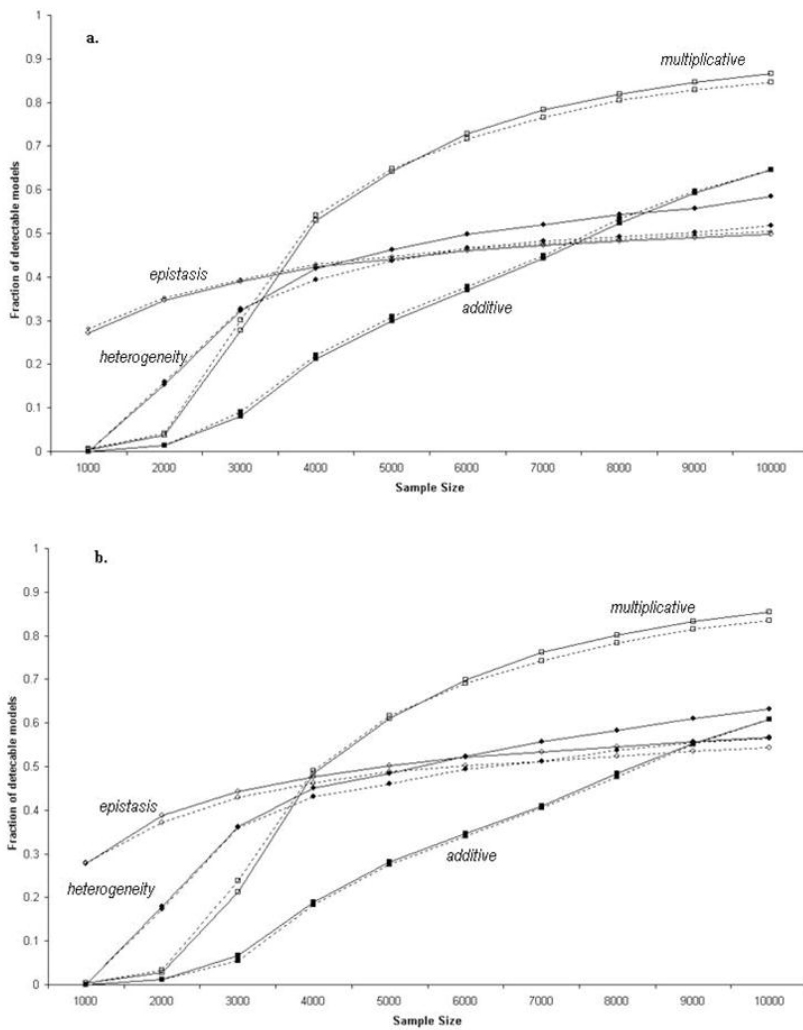 a.
Fraction of detectable models
1
0.9
0.8
0.7
0.6
0.5
0.4
0.3
0.2
0.1
0
multiplicative
epistasis
heterogeneity
additive
1000 2000 3000 4000 5000 6000 7000 8000 9000 10000
Sample Size
b.
Fraction of detecable models
1
0.9
0.8
0.7
0.6
0.5
0.4
0.3
0.2
0.1
0
multiplicative
epistasis
heterogeneity
additive
1000 2000 3000 4000 5000 6000 7000 8000 9000 10000
Sample Size